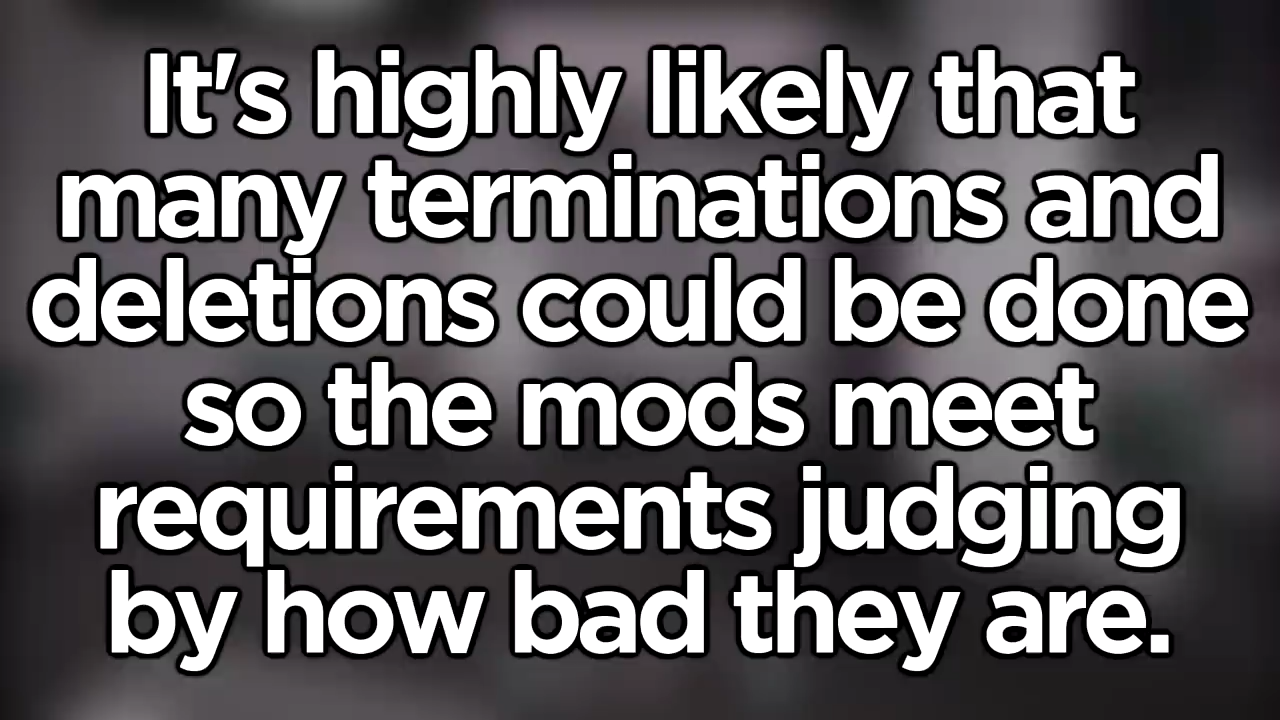 It's highly likely that
many terminations and
deletions could be done
so the mods meet
requirements judging
by how bad they are.